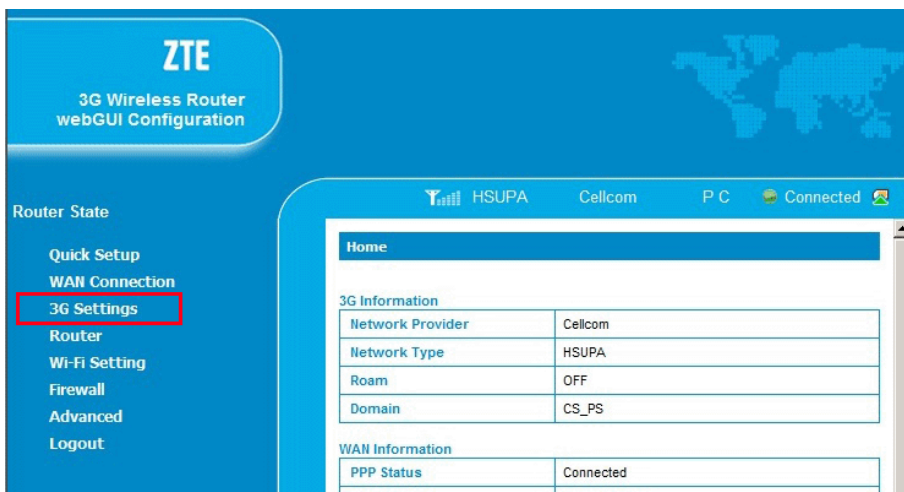 ZTE
3G Wireless Router
webGUI Configuration
HSUPA Cellcom P C Connected
Router State
Quick Setup
WAN Connection
3G Settings
Router
Wi-Fi Setting
Firewall
Advanced
Logout
Home
3G Information
Network Provider Cellcom
Network Type HSUPA
Roam OFF
Domain CS_PS
WAN Information
PPP Status Connected